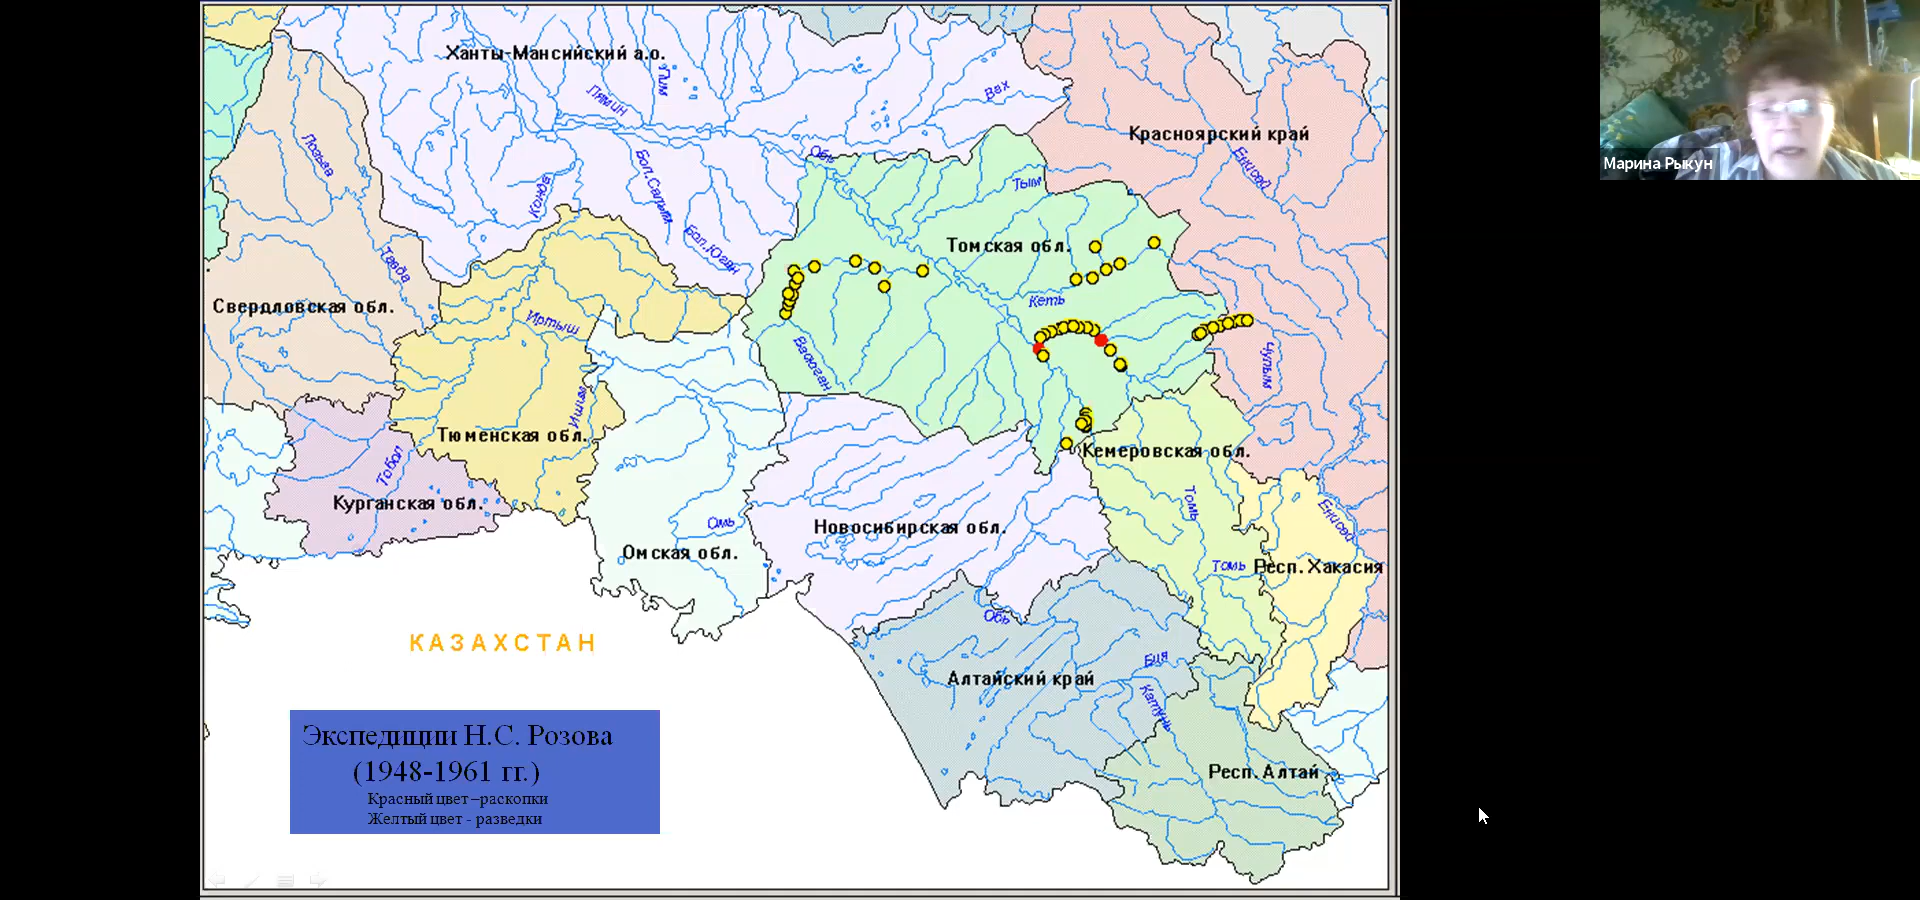 Ханты-Мансийский а.о.
Лямин
Вах
Красноярский край
Марина Рыкун
Лозьва
Обь
Енисей
Тым
Конда
Бол.Салым
Бол.Юган
Томская обл.
Тавда
Свердловская обл.
Кеть
Иртыш
Васюган
Чулым
Ишим
Тюменская обл.
Кемеровская обл.
Тобол
Курганская обл.
Томь
Енисей
Омь
Новосибирская обл.
Омская обл.
Томь
Респ. Хакасия
Обь
КАЗАХСТАН
Бия
Алтайский край
Катунь
Экспедиции Н.С. Розова
(1948-1961 гг.)
Респ. Алтай
Красный цвет –раскопки
Желтый цвет - разведки